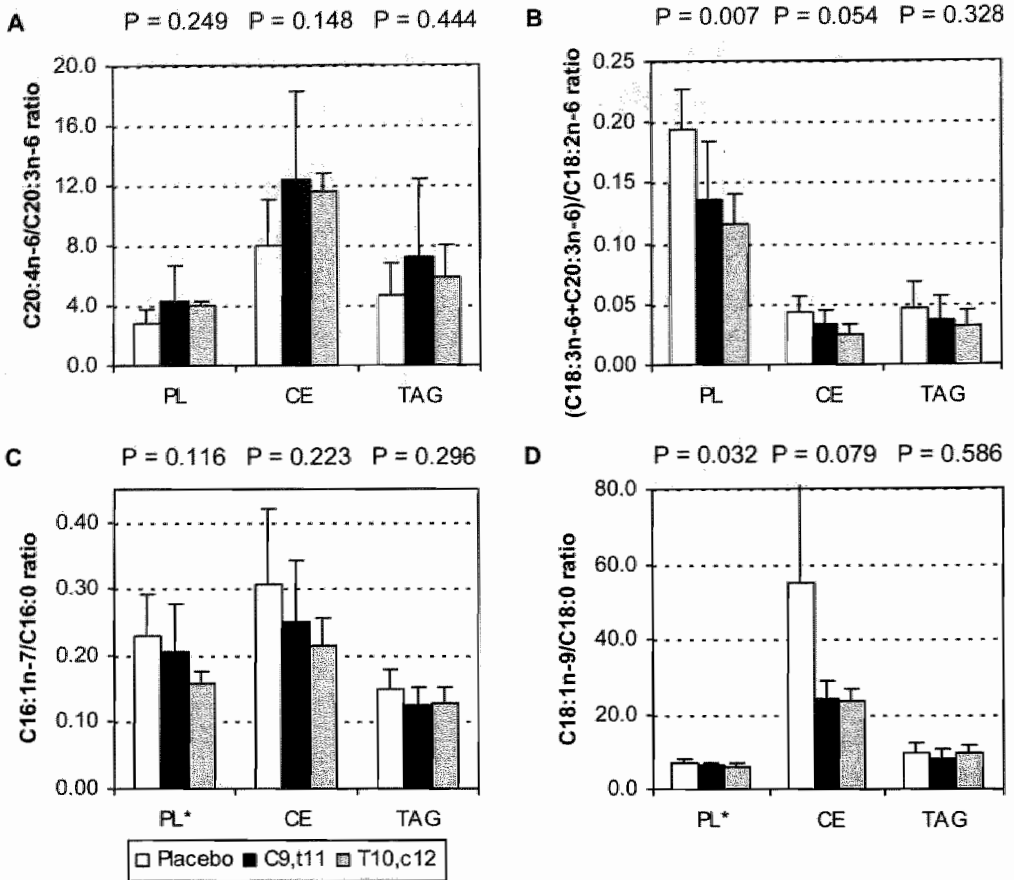 A
P = 0.249 P = 0.148 P = 0.444
C20:4n-6/C20:3n-6 ratio
20.0
16.0
12.0
8.0
4.0
0.0
PL CE TAG
B
P = 0.007 P = 0.054 P = 0.328
(C18:3n-6+C20:3n-6)/C18:2n-6 ratio
0.25
0.20
0.15
0.10
0.05
0.00
PL CE TAG
C
P = 0.116 P = 0.223 P = 0.296
C16:1n-7/C16:0 ratio
0.40
0.30
0.20
0.10
0.00
PL* CE TAG
D
P = 0.032 P = 0.079 P = 0.586
C18:1n-9/C18:0 ratio
80.0
60.0
40.0
20.0
0.0
PL* CE TAG
Placebo C9,t11 T10,c12